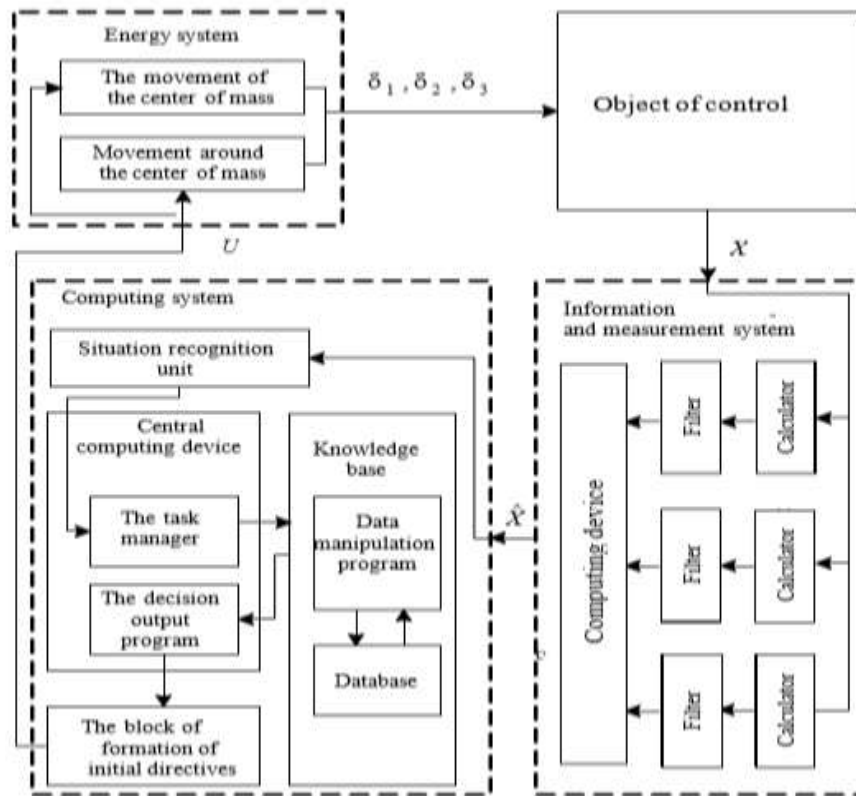 Energy system
The movement of
the center of mass
Movement around
the center of mass
δ₁ , δ₂ , δ₃
Object of control
U
X
Computing system
Situation recognition
unit
Central
computing device
The task
manager
The decision
output
program
The block of
formation of
initial directives
Knowledge
base
Data
manipulation
program
Database
X̂
Information
and measurement system
Computing device
Filter
Calculator
Filter
Calculator
Filter
Calculator